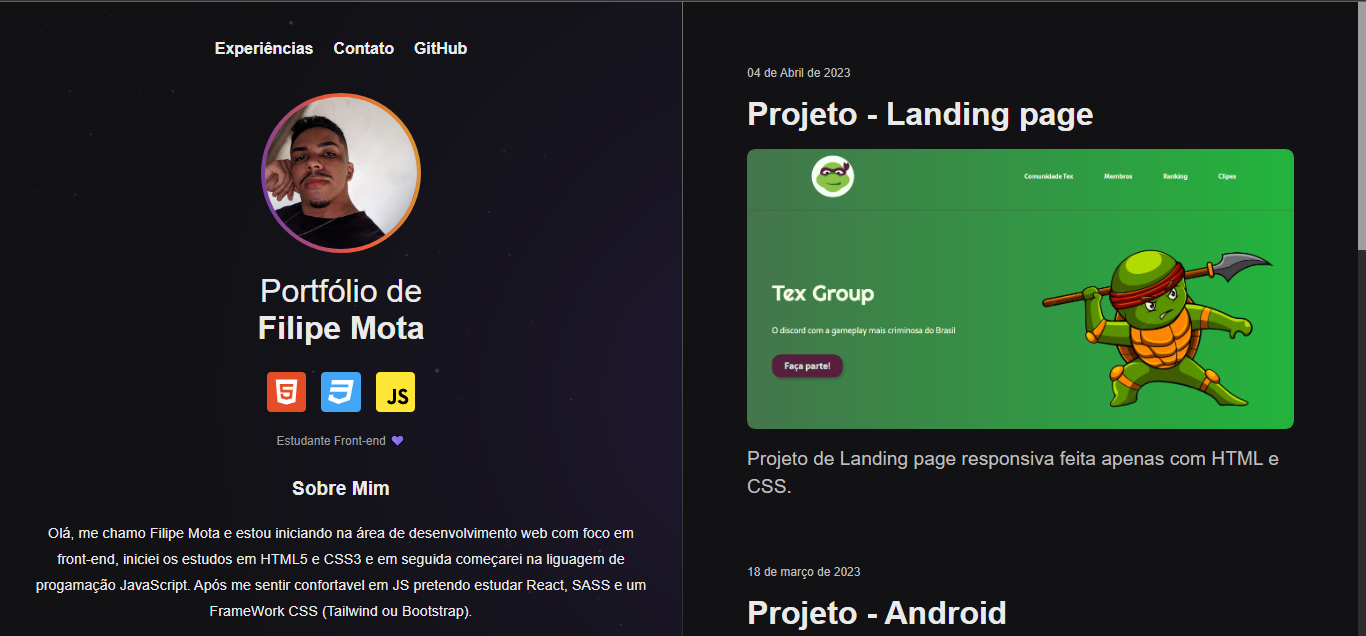 Experiências Contato GitHub
Portfólio de
Filipe Mota
5
3
JS
Estudante Front-end
Sobre Mim
Olá, me chamo Filipe Mota e estou iniciando na área de desenvolvimento web com foco em
front-end, iniciei os estudos em HTML5 e CSS3 e em seguida começarei na liguagem de
progamação JavaScript. Após me sentir confortavel em JS pretendo estudar React, SASS e um
FrameWork CSS (Tailwind ou Bootstrap).
04 de Abril de 2023
Projeto - Landing page
Comunidade Tex Membros Ranking Clipes
Tex Group
O discord com a gameplay mais criminosa do Brasil
Faça parte!
Projeto de Landing page responsiva feita apenas com HTML e
CSS.
18 de março de 2023
Projeto - Android